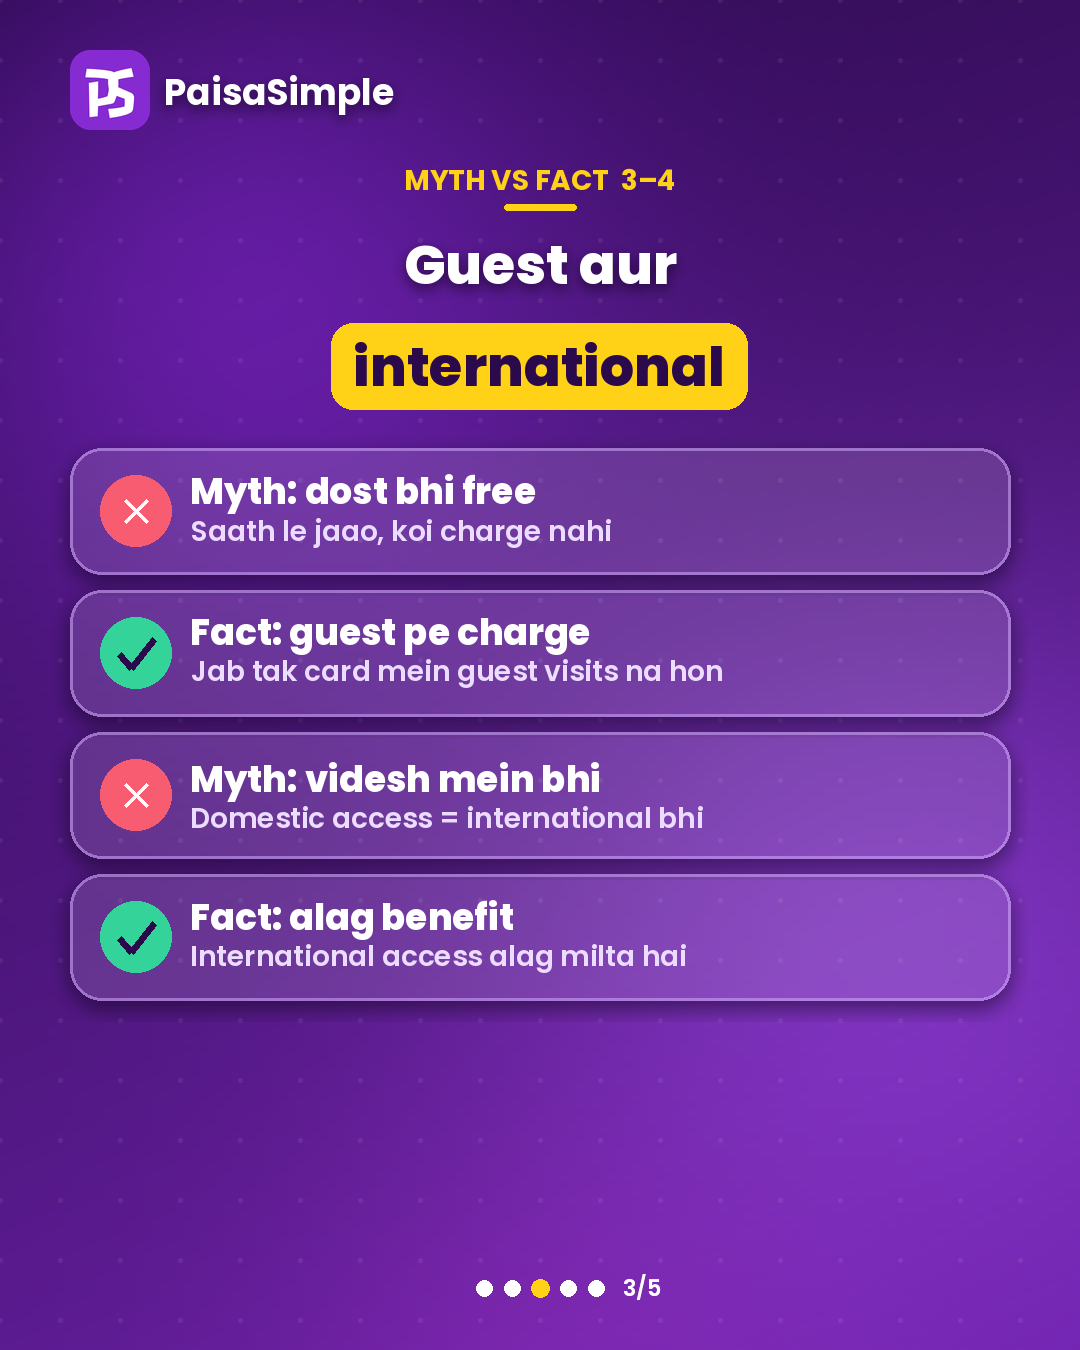 PaisaSimple
MYTH VS FACT 3–4
Guest aur
international
Myth: dost bhi free
Saath le jaao, koi charge nahi
Fact: guest pe charge
Jab tak card mein guest visits na hon
Myth: videsh mein bhi
Domestic access = international bhi
Fact: alag benefit
International access alag milta hai
3/5